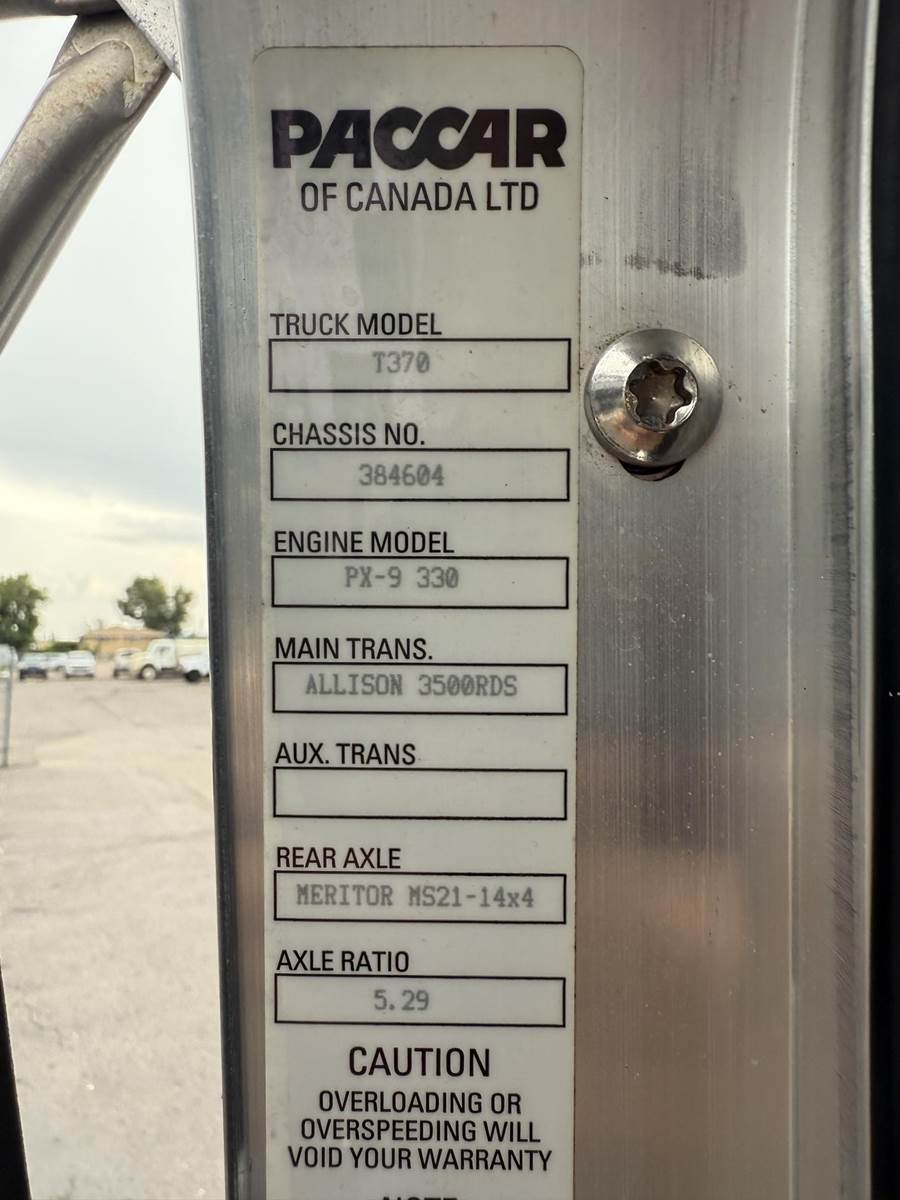 PACCAR
OF CANADA LTD
TRUCK MODEL
T370
CHASSIS NO.
384604
ENGINE MODEL
PX-9 330
MAIN TRANS.
ALLISON 3500RDS
AUX. TRANS
REAR AXLE
MERITOR MS21-14x4
AXLE RATIO
5.29
CAUTION
OVERLOADING OR
OVERSPEEDING WILL
VOID YOUR WARRANTY